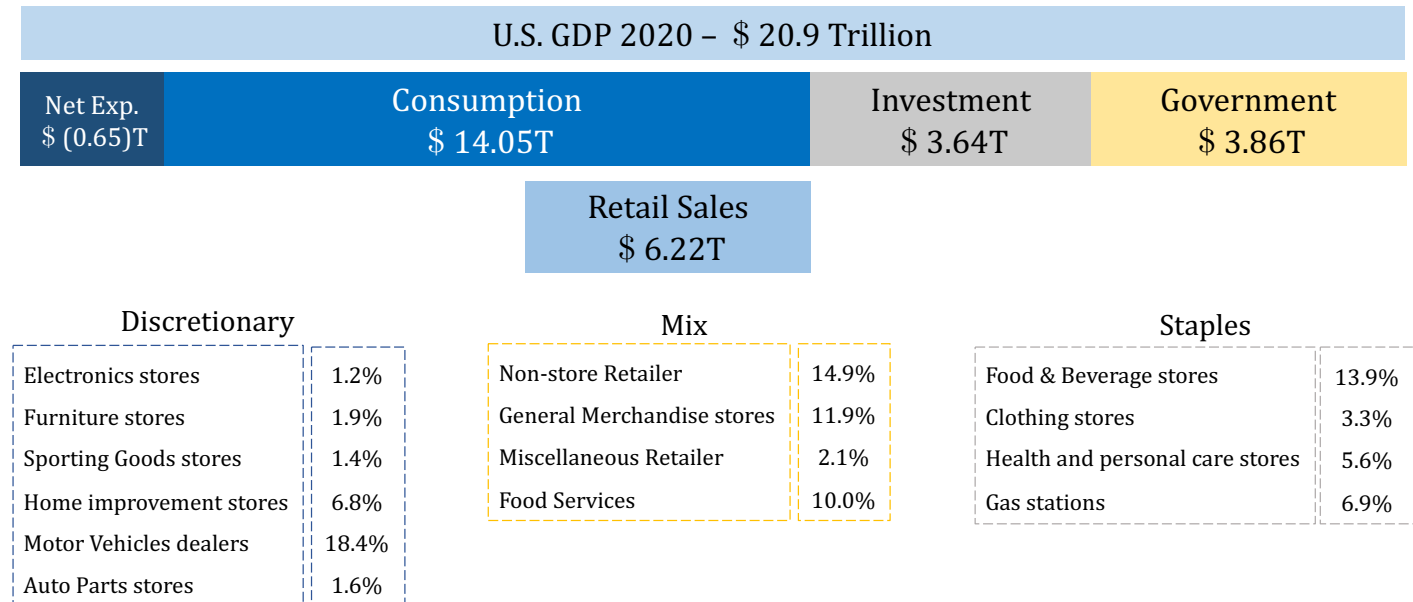 U.S. GDP 2020 – $ 20.9 Trillion
Net Exp.
$ (0.65)T
Consumption
$ 14.05T
Investment
$ 3.64T
Government
$ 3.86T
Retail Sales
$ 6.22T
Discretionary
Electronics stores 1.2%
Furniture stores 1.9%
Sporting Goods stores 1.4%
Home improvement stores 6.8%
Motor Vehicles dealers 18.4%
Auto Parts stores 1.6%
Mix
Non-store Retailer 14.9%
General Merchandise stores 11.9%
Miscellaneous Retailer 2.1%
Food Services 10.0%
Staples
Food & Beverage stores 13.9%
Clothing stores 3.3%
Health and personal care stores 5.6%
Gas stations 6.9%